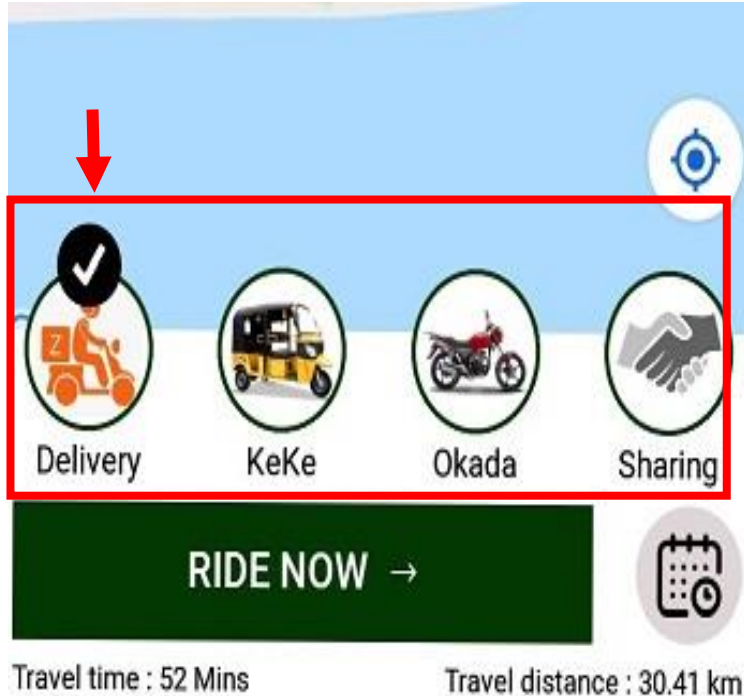 Z
Delivery KeKe Okada Sharing
RIDE NOW →
Travel time : 52 Mins Travel distance : 30.41 km